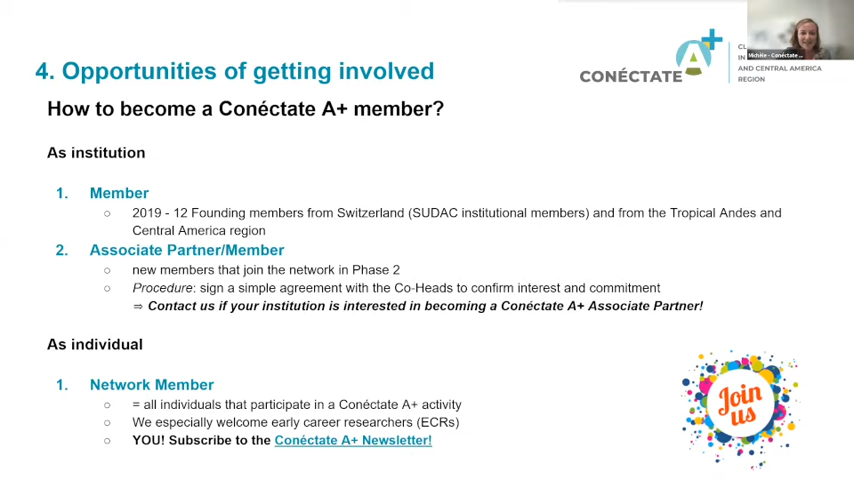 4. Opportunities of getting involved
CONÉCTATE A+
CL
IN
AND CENTRAL AMERICA
REGION
Michèle - Conéctate ...
How to become a Conéctate A+ member?
As institution
1. Member
○ 2019 - 12 Founding members from Switzerland (SUDAC institutional members) and from the Tropical Andes and
Central America region
2. Associate Partner/Member
○ new members that join the network in Phase 2
○ Procedure: sign a simple agreement with the Co-Heads to confirm interest and commitment
⇒ Contact us if your institution is interested in becoming a Conéctate A+ Associate Partner!
As individual
1. Network Member
○ = all individuals that participate in a Conéctate A+ activity
○ We especially welcome early career researchers (ECRs)
○ YOU! Subscribe to the Conéctate A+ Newsletter!
Join
us